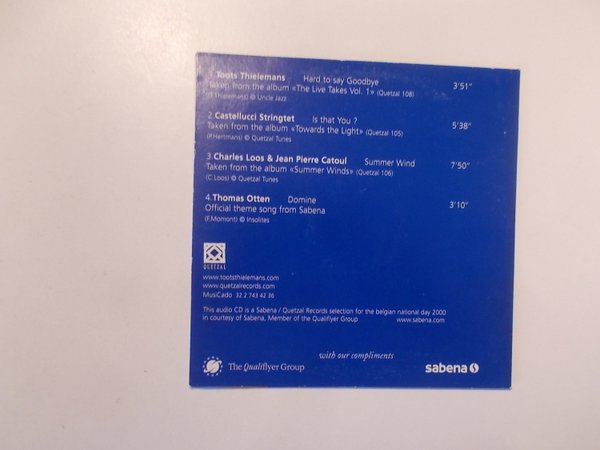 1 Toots Thielemans Hard to say Goodbye 3'51"
Taken from the album «The Live Takes Vol. 1» (Quetzal 108)
(T.Thielemans) © Uncle Jazz
2.Castellucci Stringtet Is that You ? 5'38"
Taken from the album «Towards the Light» (Quetzal 105)
(P.Hertmans) © Quetzal Tunes
3.Charles Loos & Jean Pierre Catoul Summer Wind 7'50"
Taken from the album «Summer Winds» (Quetzal 106)
(C.Loos) © Quetzal Tunes
4.Thomas Otten Domine 3'10"
Official theme song from Sabena
(F.Momont) © Insolites
QUETZAL
www.tootsthielemans.com
www.quetzalrecords.com
MusiCado 32 2 743 42 36
This audio CD is a Sabena / Quetzal Records selection for the belgian national day 2000
in courtesy of Sabena, Member of the Qualiflyer Group www.sabena.com
with our compliments
The Qualiflyer Group sabena